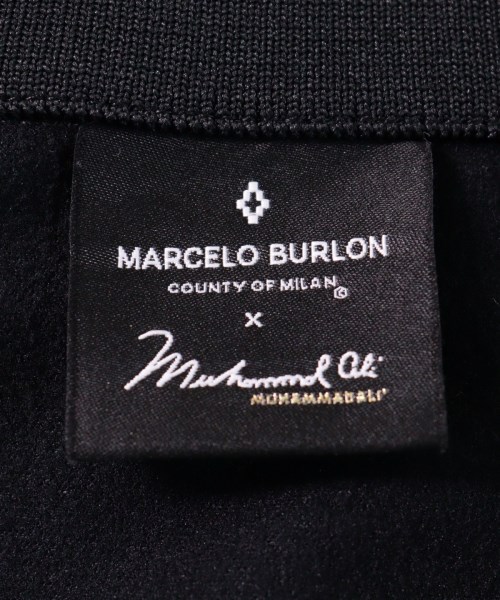 MARCELO BURLON
COUNTY OF MILAN©
x
Muhammad Ali
MUHAMMADALI